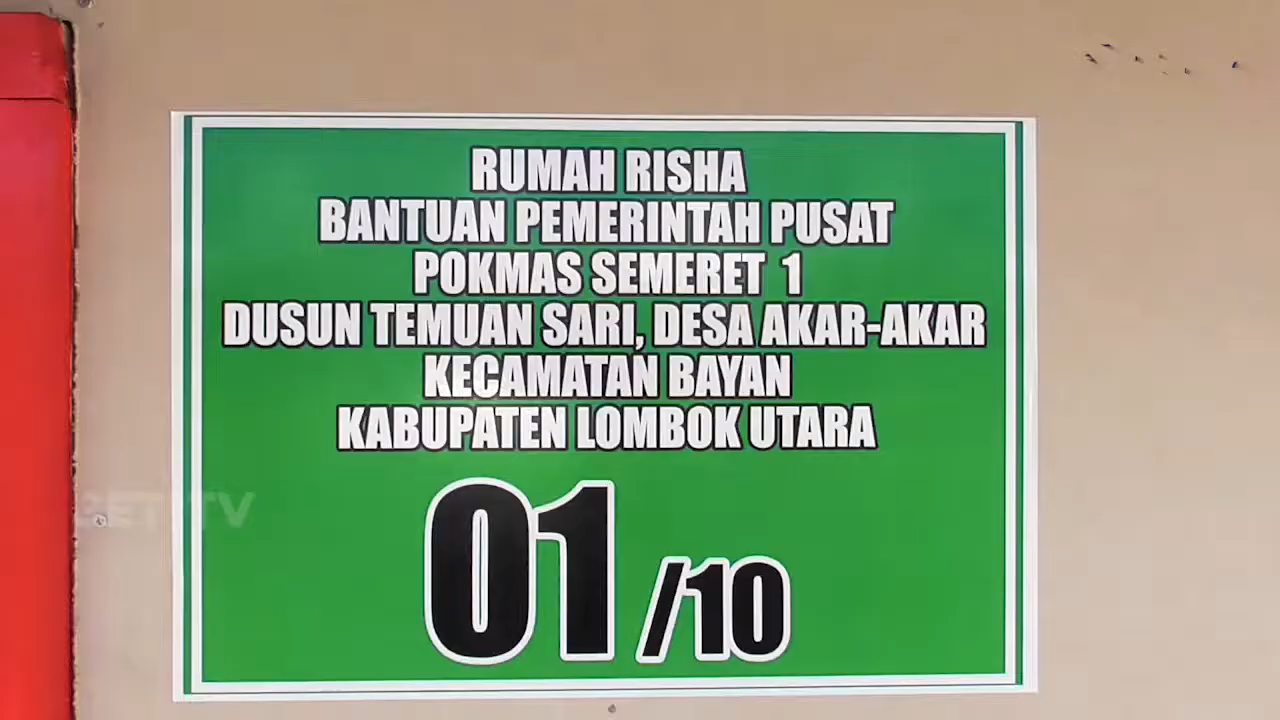 RUMAH RISHA
BANTUAN PEMERINTAH PUSAT
POKMAS SEMERET 1
DUSUN TEMUAN SARI, DESA AKAR-AKAR
KECAMATAN BAYAN
KABUPATEN LOMBOK UTARA
01/10
TV